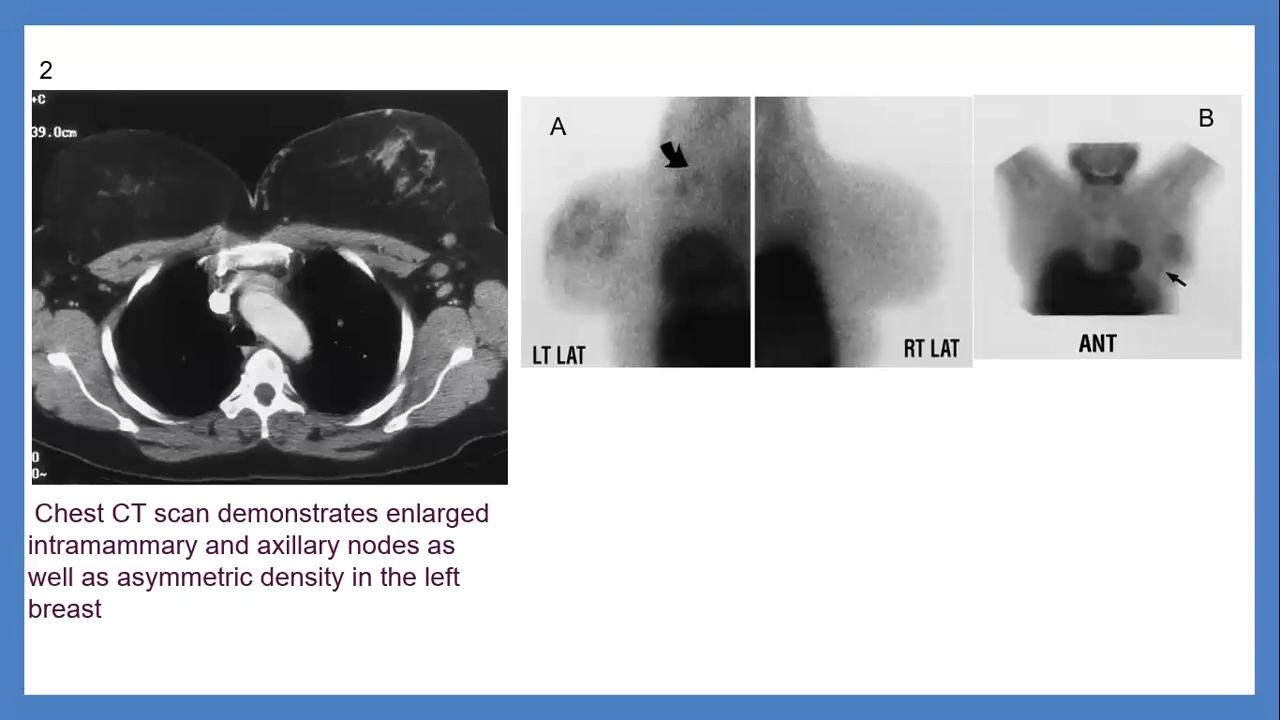 2
+C
39.0cm
A
B
LT LAT
RT LAT
ANT
0
0~
Chest CT scan demonstrates enlarged
intramammary and axillary nodes as
well as asymmetric density in the left
breast